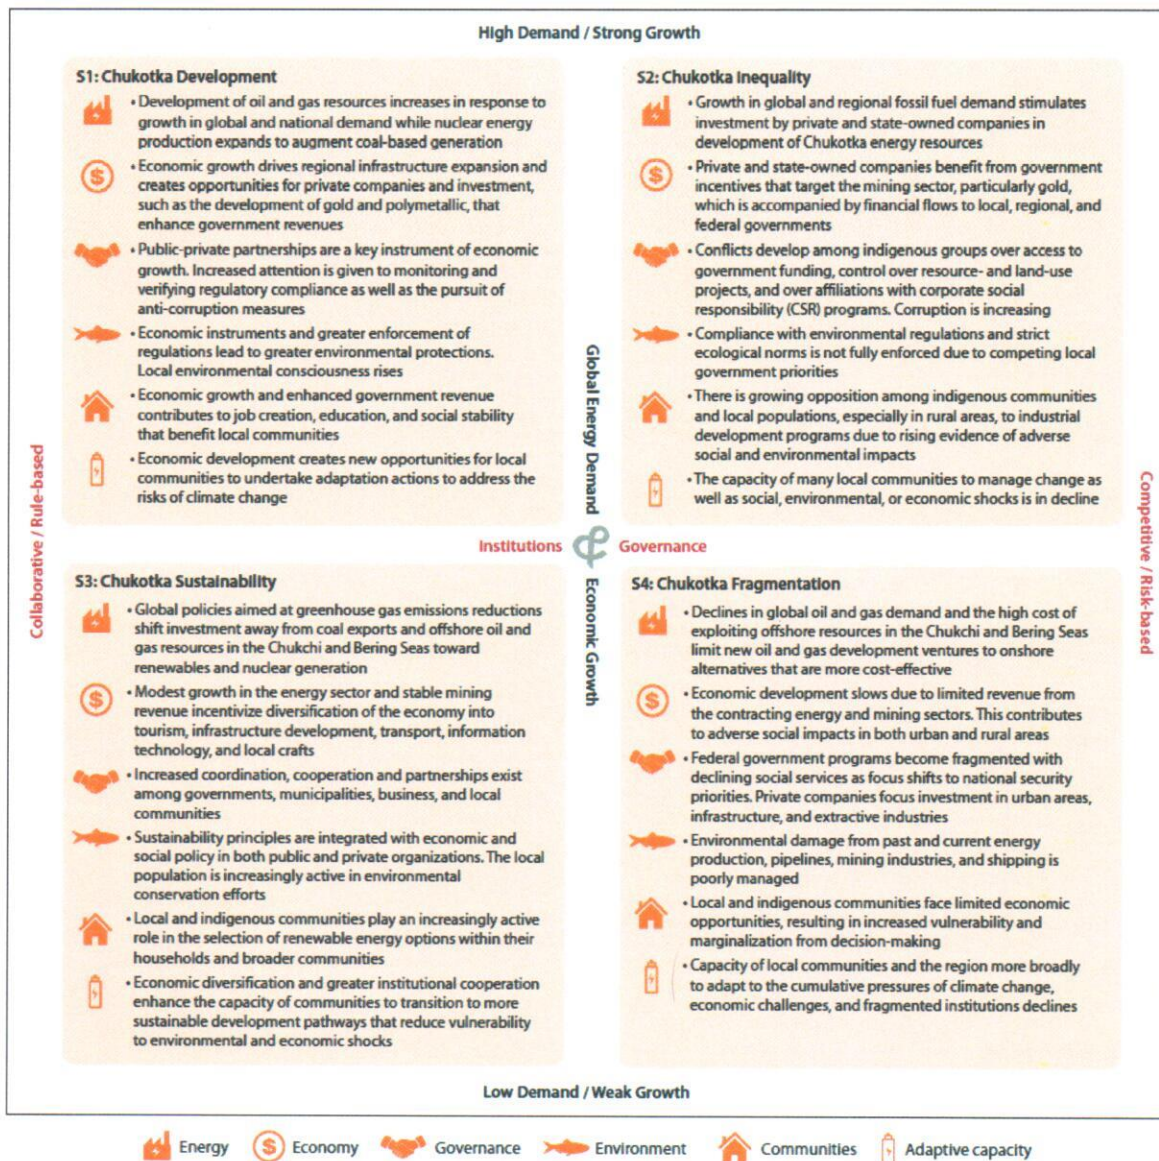 High Demand / Strong Growth
S1: Chukotka Development
• Development of oil and gas resources increases in response to
growth in global and national demand while nuclear energy
production expands to augment coal-based generation
• Economic growth drives regional infrastructure expansion and
creates opportunities for private companies and investment,
such as the development of gold and polymetallic, that
enhance government revenues
• Public-private partnerships are a key instrument of economic
growth. Increased attention is given to monitoring and
verifying regulatory compliance as well as the pursuit of
anti-corruption measures
• Economic instruments and greater enforcement of
regulations lead to greater environmental protections.
Local environmental consciousness rises
• Economic growth and enhanced government revenue
contributes to job creation, education, and social stability
that benefit local communities
• Economic development creates new opportunities for local
communities to undertake adaptation actions to address the
risks of climate change
S2: Chukotka Inequality
• Growth in global and regional fossil fuel demand stimulates
investment by private and state-owned companies in
development of Chukotka energy resources
• Private and state-owned companies benefit from government
incentives that target the mining sector, particularly gold,
which is accompanied by financial flows to local, regional, and
federal governments
• Conflicts develop among indigenous groups over access to
government funding, control over resource- and land-use
projects, and over affiliations with corporate social
responsibility (CSR) programs. Corruption is increasing
• Compliance with environmental regulations and strict
ecological norms is not fully enforced due to competing local
government priorities
• There is growing opposition among indigenous communities
and local populations, especially in rural areas, to industrial
development programs due to rising evidence of adverse
social and environmental impacts
• The capacity of many local communities to manage change as
well as social, environmental, or economic shocks is in decline
Global Energy Demand
Collaborative / Rule-based
Institutions & Governance
Competitive / Risk-based
Economic Growth
S3: Chukotka Sustainability
• Global policies aimed at greenhouse gas emissions reductions
shift investment away from coal exports and offshore oil and
gas resources in the Chukchi and Bering Seas toward
renewables and nuclear generation
• Modest growth in the energy sector and stable mining
revenue incentivize diversification of the economy into
tourism, infrastructure development, transport, information
technology, and local crafts
• Increased coordination, cooperation and partnerships exist
among governments, municipalities, business, and local
communities
• Sustainability principles are integrated with economic and
social policy in both public and private organizations. The local
population is increasingly active in environmental
conservation efforts
• Local and indigenous communities play an increasingly active
role in the selection of renewable energy options within their
households and broader communities
• Economic diversification and greater institutional cooperation
enhance the capacity of communities to transition to more
sustainable development pathways that reduce vulnerability
to environmental and economic shocks
S4: Chukotka Fragmentation
• Declines in global oil and gas demand and the high cost of
exploiting offshore resources in the Chukchi and Bering Seas
limit new oil and gas development ventures to onshore
alternatives that are more cost-effective
• Economic development slows due to limited revenue from
the contracting energy and mining sectors. This contributes
to adverse social impacts in both urban and rural areas
• Federal government programs become fragmented with
declining social services as focus shifts to national security
priorities. Private companies focus investment in urban areas,
infrastructure, and extractive industries
• Environmental damage from past and current energy
production, pipelines, mining industries, and shipping is
poorly managed
• Local and indigenous communities face limited economic
opportunities, resulting in increased vulnerability and
marginalization from decision-making
• Capacity of local communities and the region more broadly
to adapt to the cumulative pressures of climate change,
economic challenges, and fragmented institutions declines
Low Demand / Weak Growth
Energy $ Economy Governance Environment Communities Adaptive capacity